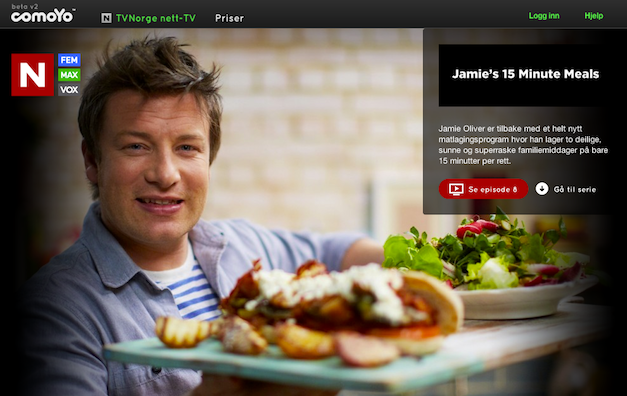 beta v2
comoyo™
N TVNorge nett-TV
Priser
Logg inn
Hjelp
N
FEM
MAX
VOX
Jamie's 15 Minute Meals
Jamie Oliver er tilbake med et helt nytt
matlagingsprogram hvor han lager to deilige,
sunne og superraske familiemiddager på bare
15 minutter per rett.
Se episode 8
Gå til serie